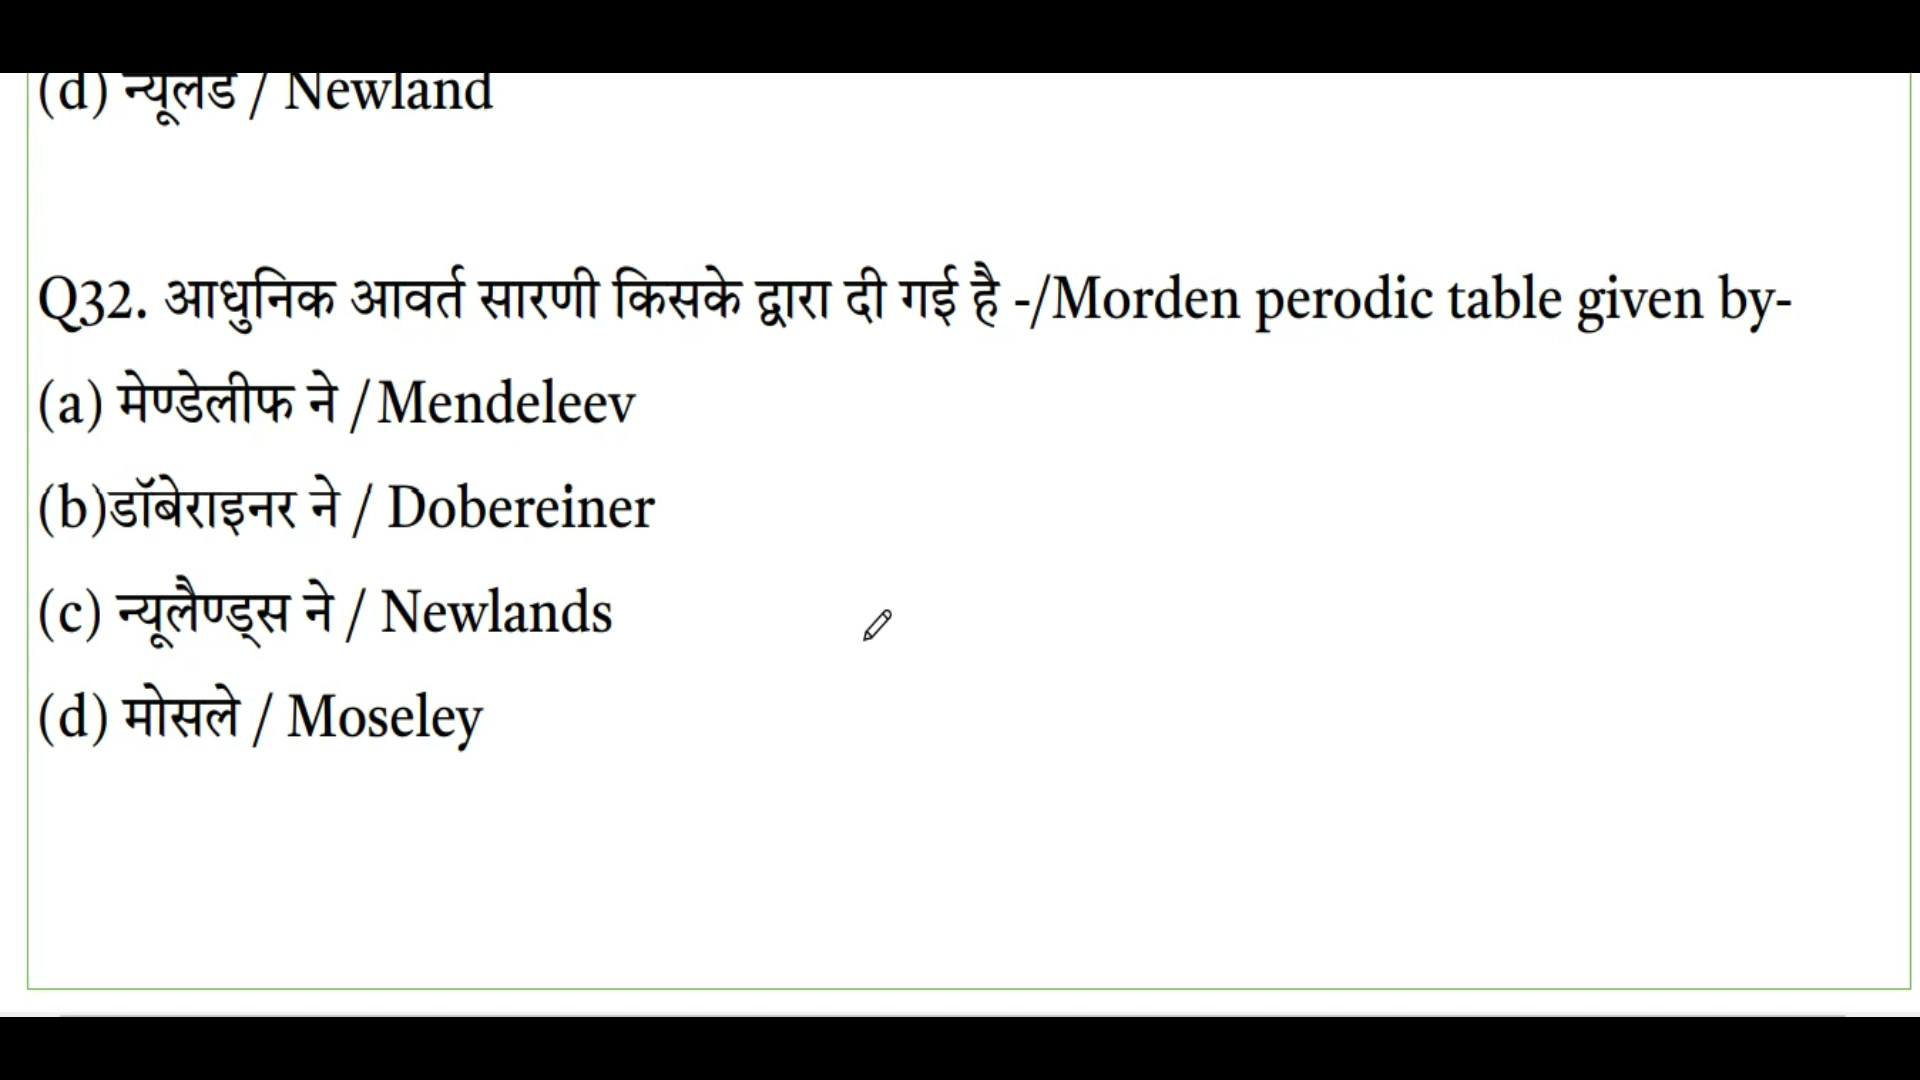 (d) न्यूलैंड / Newland
Q32. आधुनिक आवर्त सारणी किसके द्वारा दी गई है -/Morden perodic table given by-
(a) मेण्डेलीफ ने /Mendeleev
(b)डॉबेराइनर ने / Dobereiner
(c) न्यूलैण्ड्स ने / Newlands
(d) मोसले / Moseley